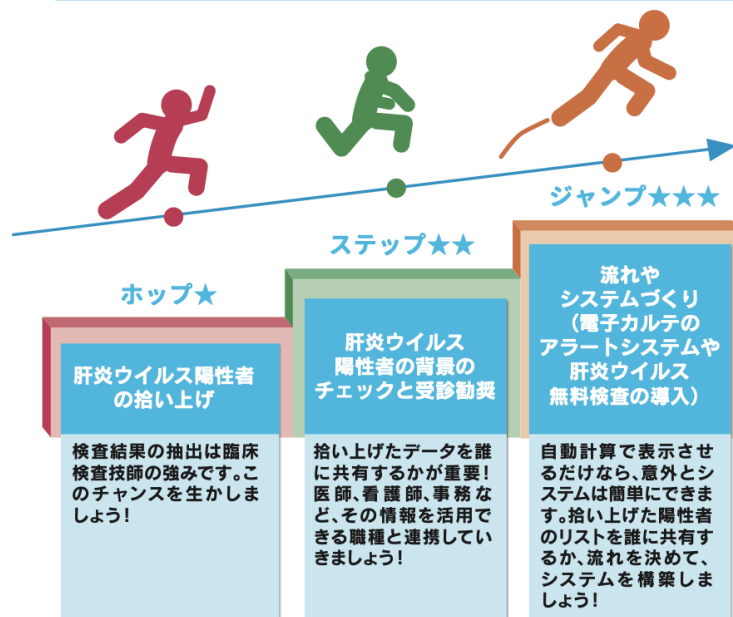 ホップ★
肝炎ウイルス陽性者
の拾い上げ
検査結果の抽出は臨床
検査技師の強みです。こ
のチャンスを生かしま
しょう！
ステップ★★
肝炎ウイルス
陽性者の背景の
チェックと受診勧奨
拾い上げたデータを誰
に共有するかが重要！
医師、看護師、事務な
ど、その情報を活用で
きる職種と連携してい
きましょう！
ジャンプ★★★
流れや
システムづくり
（電子カルテの
アラートシステムや
肝炎ウイルス
無料検査の導入）
自動計算で表示させ
るだけなら、意外とシ
ステムは簡単にできま
す。拾い上げた陽性者
のリストを誰に共有す
るか、流れを決めて、
システムを構築しま
しょう！